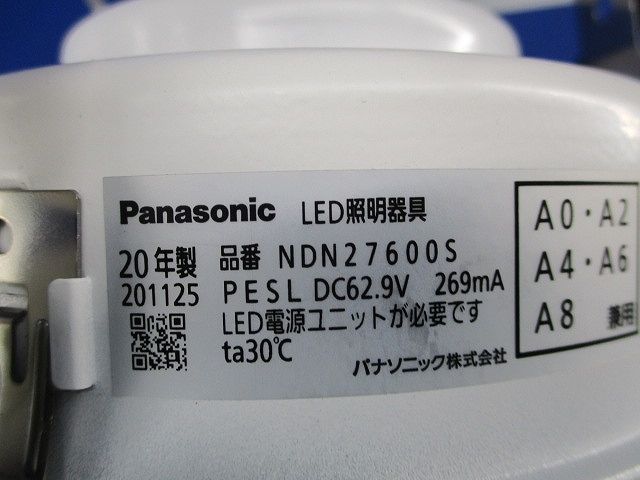 Panasonic LED照明器具
20年製 品番 NDN27600S
201125 PESL DC62.9V 269mA
LED電源ユニットが必要です
ta30℃
パナソニック株式会社
A0・A2
A4・A6
A8 兼用